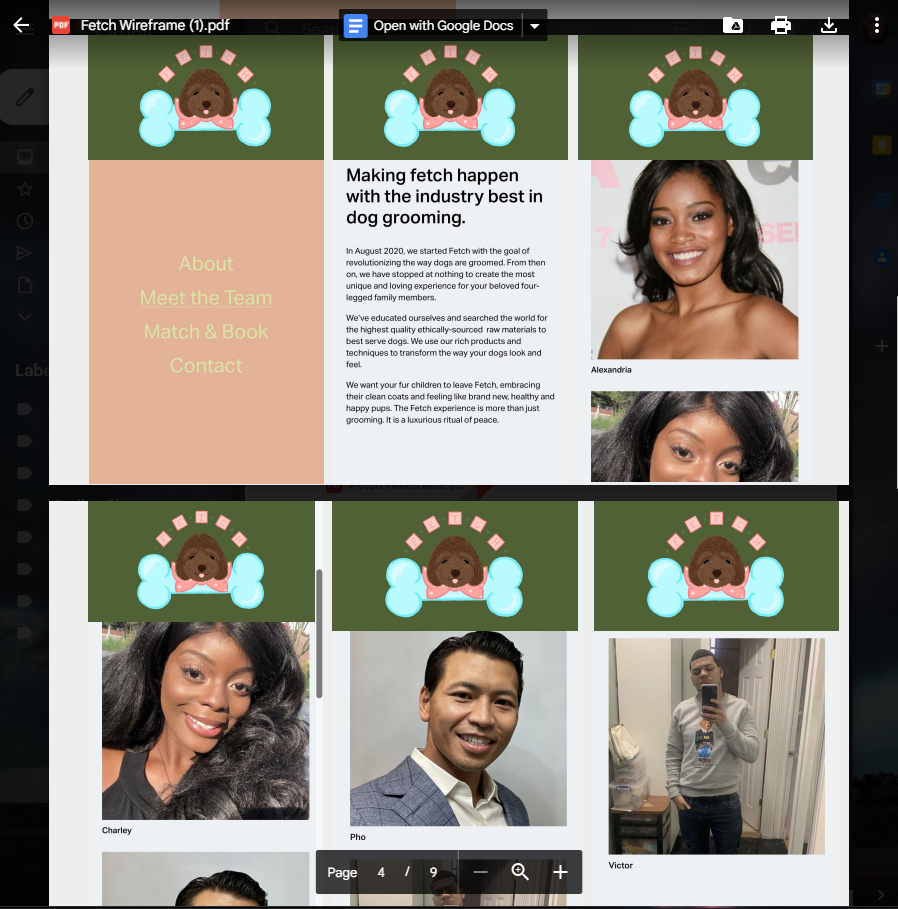 Fetch Wireframe (1).pdf
Open with Google Docs
FETCH
FETCH
FETCH
About
Meet the Team
Match & Book
Contact
Making fetch happen
with the industry best in
dog grooming.
In August 2020, we started Fetch with the goal of
revolutionizing the way dogs are groomed. From then
on, we have stopped at nothing to create the most
unique and loving experience for your beloved four-
legged family members.
We've educated ourselves and searched the world for
the highest quality ethically-sourced raw materials to
best serve dogs. We use our rich products and
techniques to transform the way your dogs look and
feel.
We want your fur children to leave Fetch, embracing
their clean coats and feeling like brand new, healthy and
happy pups. The Fetch experience is more than just
grooming. It is a luxurious ritual of peace.
Alexandria
FETCH
FETCH
FETCH
Charley
Pho
Victor
Page 4 / 9